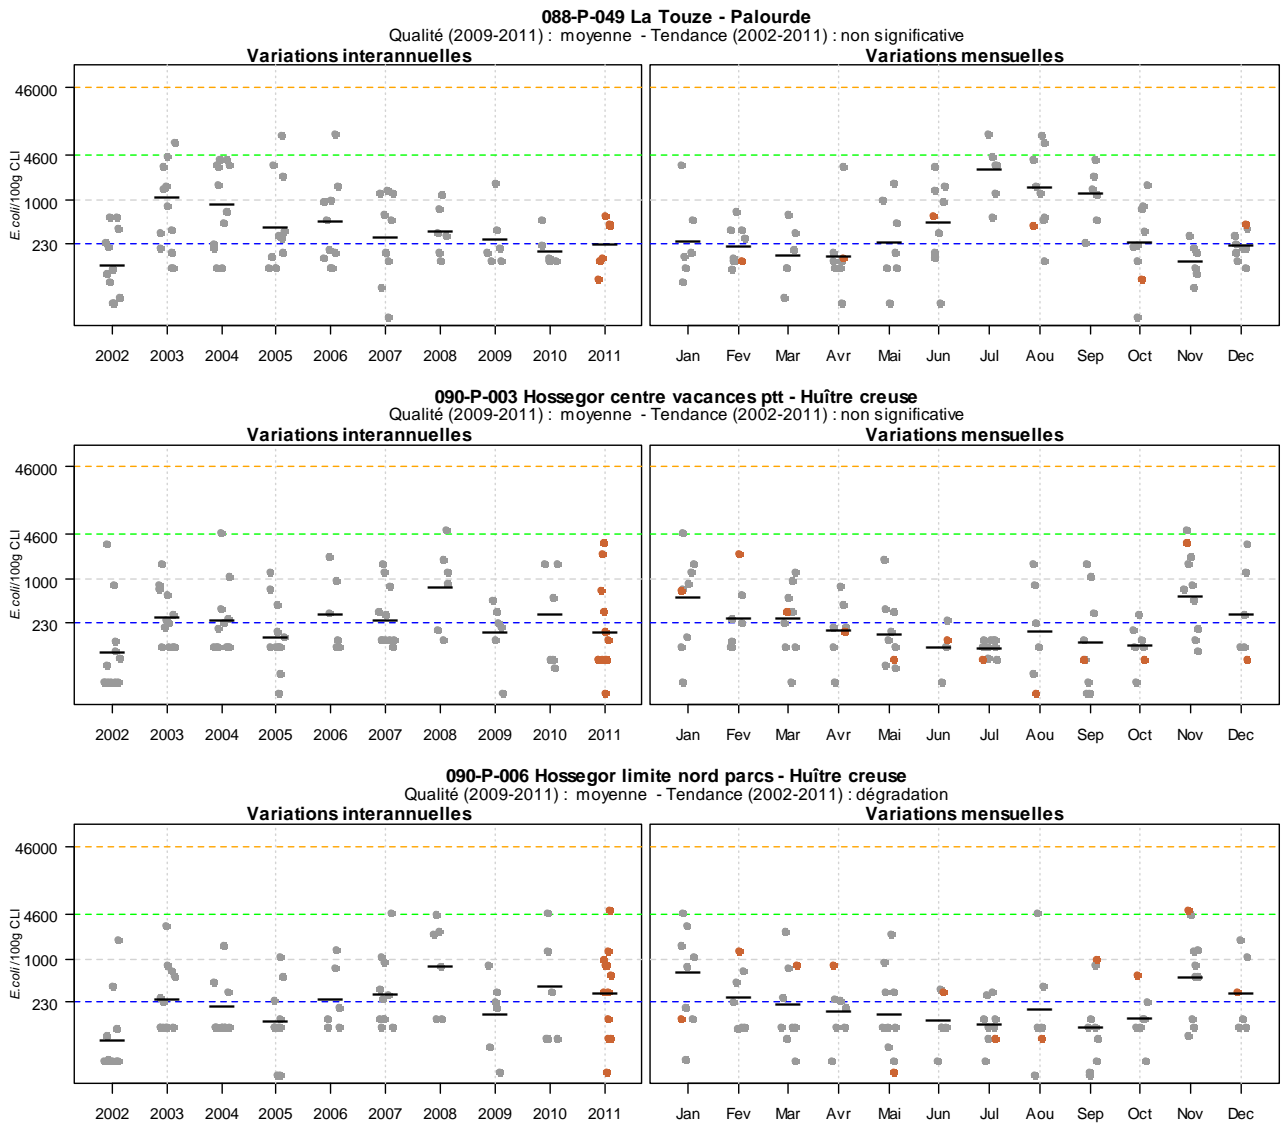 088-P-049 La Touze - Palourde
Qualité (2009-2011) : moyenne - Tendance (2002-2011) : non significative
Variations interannuelles Variations mensuelles
46000
4600
1000
230
E.coli/100g CLI
2002 2003 2004 2005 2006 2007 2008 2009 2010 2011 Jan Fev Mar Avr Mai Jun Jul Aou Sep Oct Nov Dec
090-P-003 Hossegor centre vacances ptt - Huître creuse
Qualité (2009-2011) : moyenne - Tendance (2002-2011) : non significative
Variations interannuelles Variations mensuelles
46000
4600
1000
230
E.coli/100g CLI
2002 2003 2004 2005 2006 2007 2008 2009 2010 2011 Jan Fev Mar Avr Mai Jun Jul Aou Sep Oct Nov Dec
090-P-006 Hossegor limite nord parcs - Huître creuse
Qualité (2009-2011) : moyenne - Tendance (2002-2011) : dégradation
Variations interannuelles Variations mensuelles
46000
4600
1000
230
E.coli/100g CLI
2002 2003 2004 2005 2006 2007 2008 2009 2010 2011 Jan Fev Mar Avr Mai Jun Jul Aou Sep Oct Nov Dec